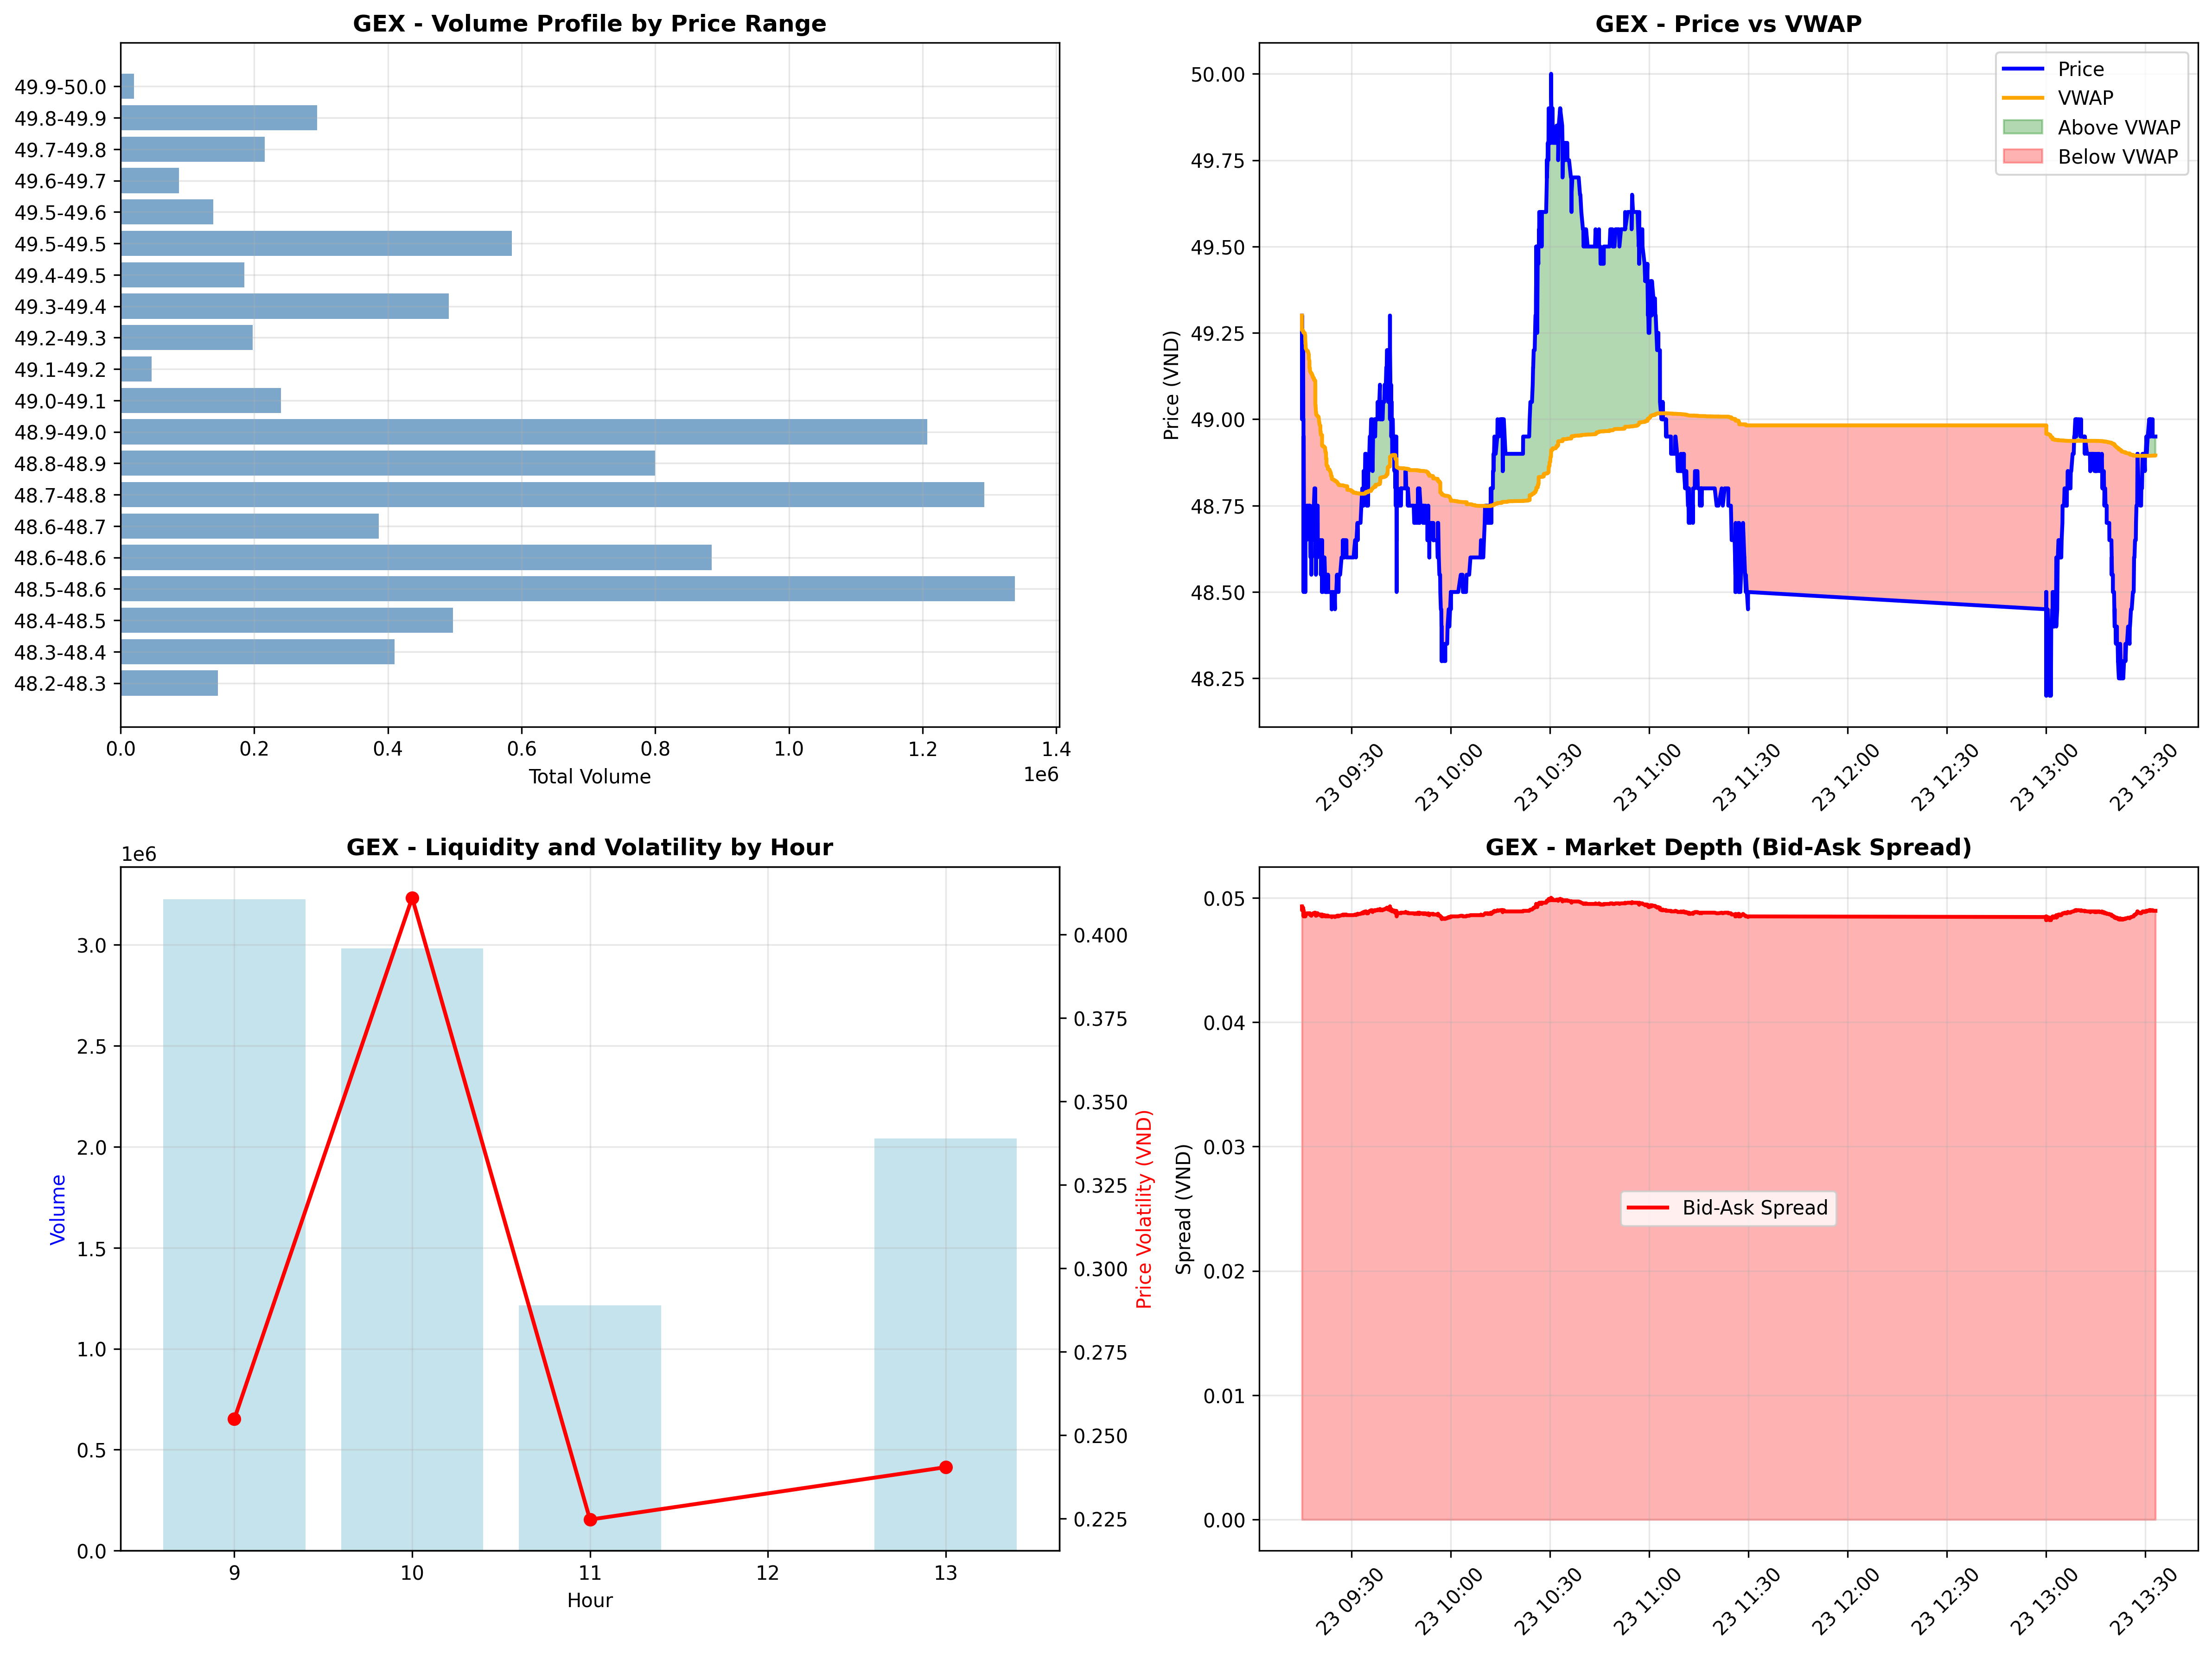 GEX - Volume Profile by Price Range
49.9-50.0
49.8-49.9
49.7-49.8
49.6-49.7
49.5-49.6
49.5-49.5
49.4-49.5
49.3-49.4
49.2-49.3
49.1-49.2
49.0-49.1
48.9-49.0
48.8-48.9
48.7-48.8
48.6-48.7
48.6-48.6
48.5-48.6
48.4-48.5
48.3-48.4
48.2-48.3
0.0 0.2 0.4 0.6 0.8 1.0 1.2 1.4
1e6
Total Volume
GEX - Price vs VWAP
Price
VWAP
Above VWAP
Below VWAP
Price (VND)
50.00
49.75
49.50
49.25
49.00
48.75
48.50
48.25
23 09:30 23 10:00 23 10:30 23 11:00 23 11:30 23 12:00 23 12:30 23 13:00 23 13:30
GEX - Liquidity and Volatility by Hour
1e6
Volume
3.0
2.5
2.0
1.5
1.0
0.5
0.0
9 10 11 12 13
Hour
0.400
0.375
0.350
0.325
0.300
0.275
0.250
0.225
Price Volatility (VND)
GEX - Market Depth (Bid-Ask Spread)
Spread (VND)
0.05
0.04
0.03
0.02
0.01
0.00
Bid-Ask Spread
23 09:30 23 10:00 23 10:30 23 11:00 23 11:30 23 12:00 23 12:30 23 13:00 23 13:30